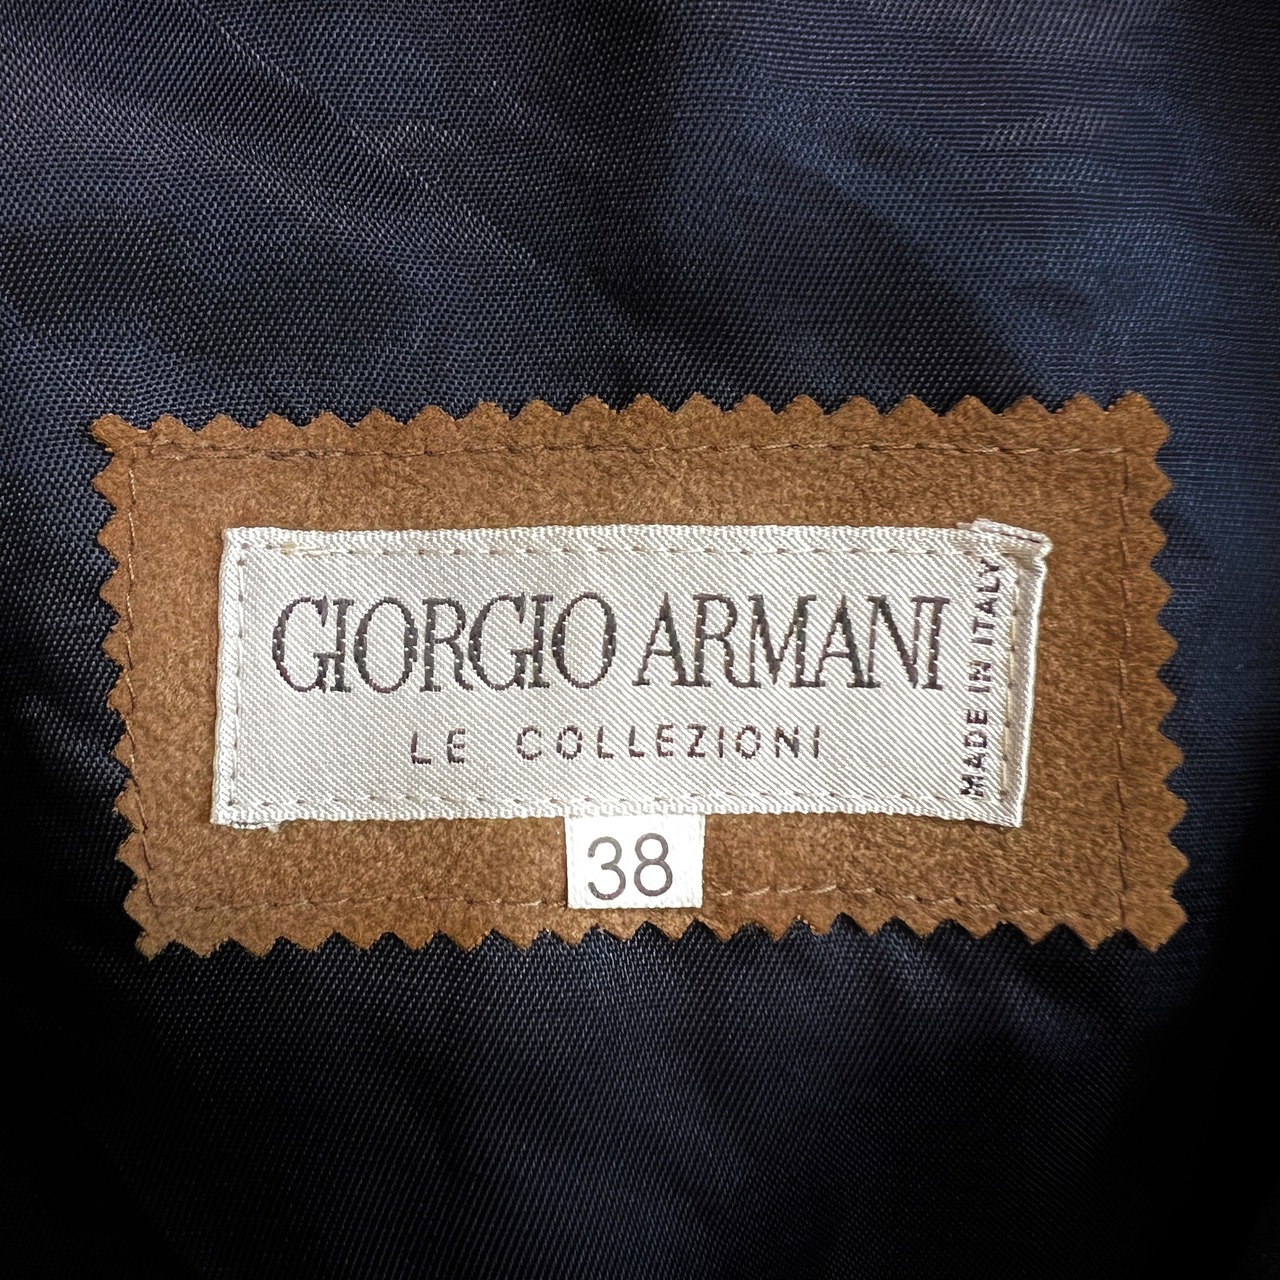 GIORGIO ARMANI
LE COLLEZIONI
MADE IN ITALY
38